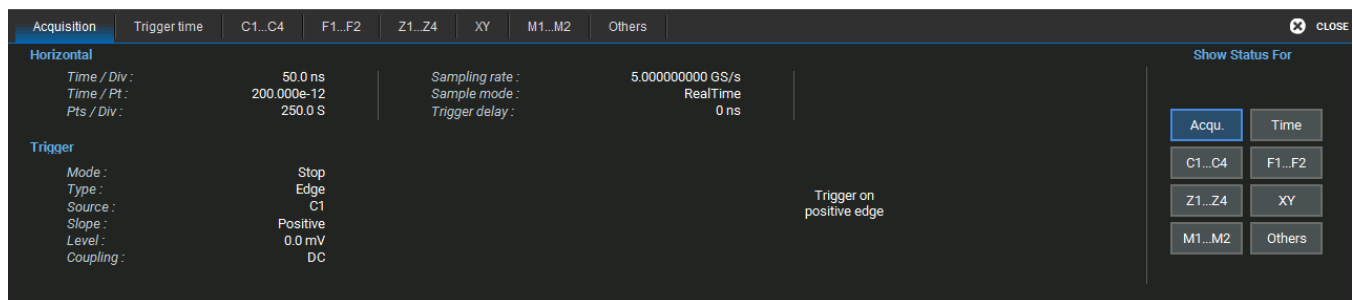 Acquisition Trigger time C1...C4 F1...F2 Z1...Z4 XY M1...M2 Others CLOSE
Horizontal Show Status For
Time / Div : 50.0 ns Sampling rate : 5.000000000 GS/s
Time / Pt : 200.000e-12 Sample mode : RealTime
Pts / Div : 250.0 S Trigger delay : 0 ns
Acqu. Time
Trigger
C1...C4 F1...F2
Mode : Stop
Type : Edge
Trigger on
positive edge
Source : C1
Z1...Z4 XY
Slope : Positive
Level : 0.0 mV
M1...M2 Others
Coupling : DC